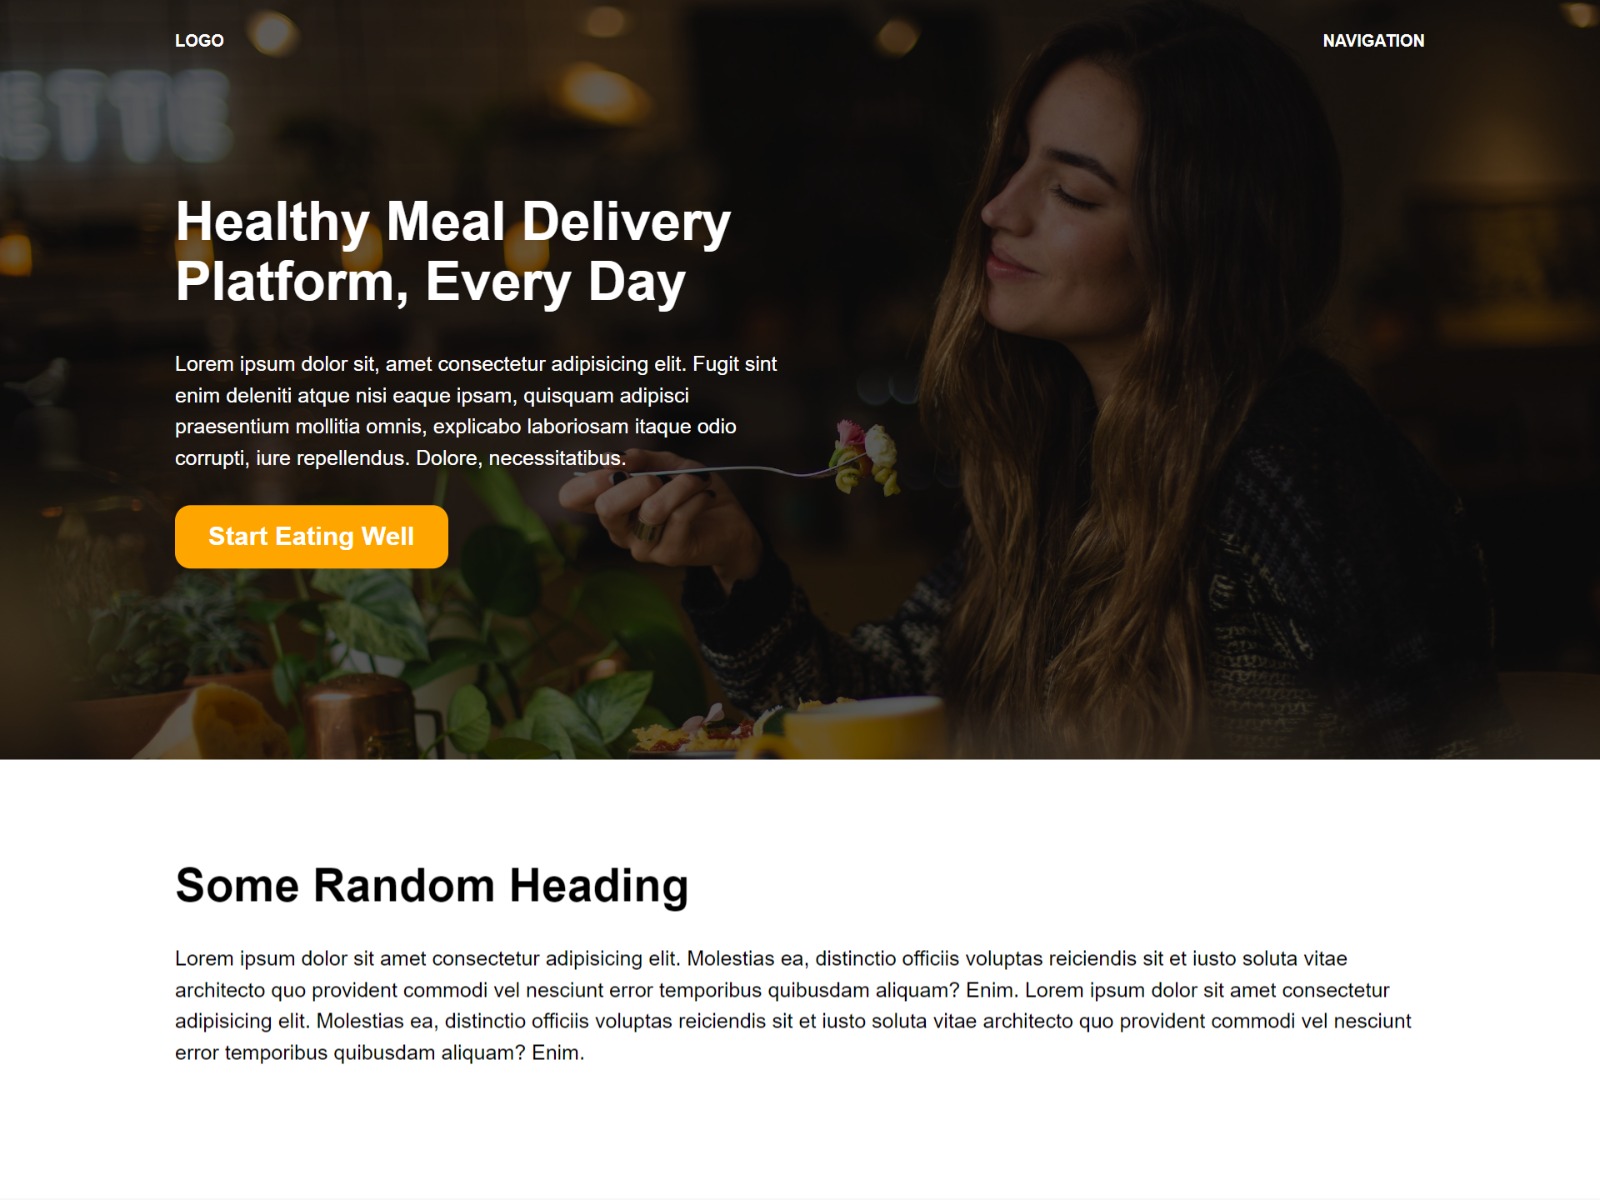 LOGO
NAVIGATION
ETTE
Healthy Meal Delivery
Platform, Every Day
Lorem ipsum dolor sit, amet consectetur adipisicing elit. Fugit sint
enim deleniti atque nisi eaque ipsam, quisquam adipisci
praesentium mollitia omnis, explicabo laboriosam itaque odio
corrupti, iure repellendus. Dolore, necessitatibus.
Start Eating Well
Some Random Heading
Lorem ipsum dolor sit amet consectetur adipisicing elit. Molestias ea, distinctio officiis voluptas reiciendis sit et iusto soluta vitae
architecto quo provident commodi vel nesciunt error temporibus quibusdam aliquam? Enim. Lorem ipsum dolor sit amet consectetur
adipisicing elit. Molestias ea, distinctio officiis voluptas reiciendis sit et iusto soluta vitae architecto quo provident commodi vel nesciunt
error temporibus quibusdam aliquam? Enim.